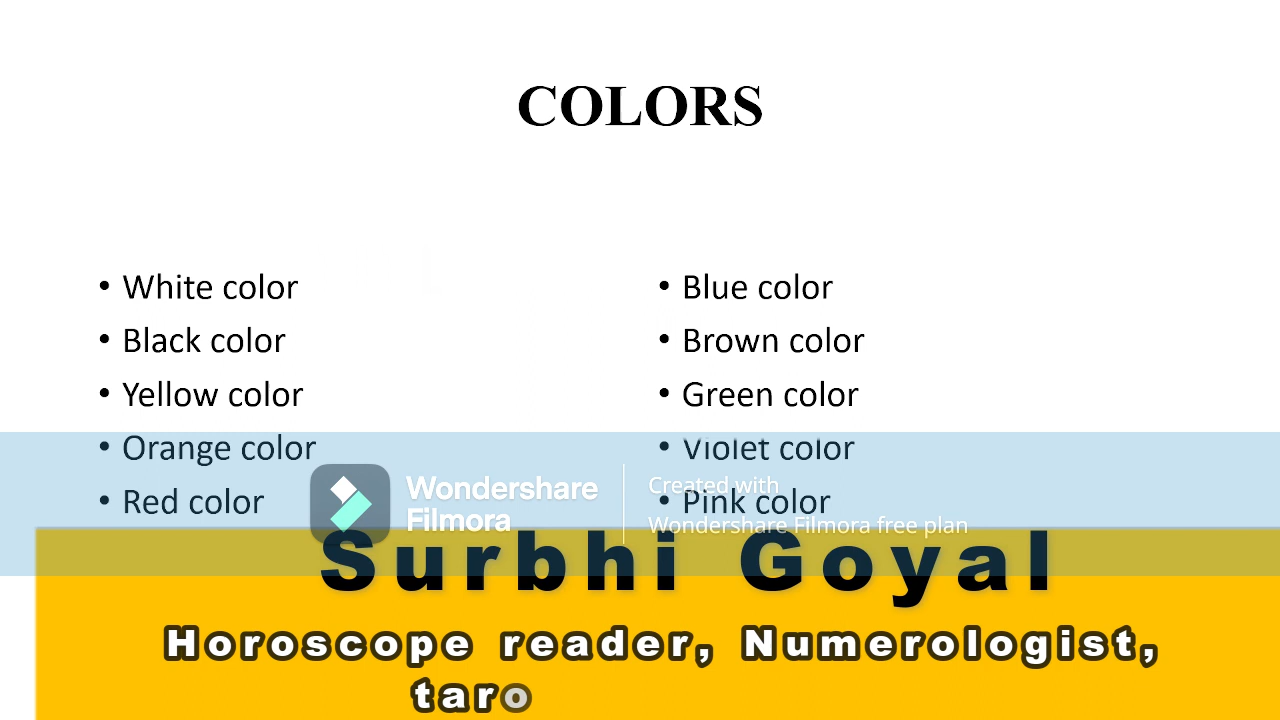 COLORS
• White color
• Black color
• Yellow color
• Orange color
• Red color
• Blue color
• Brown color
• Green color
• Violet color
• Pink color
Wondershare
Filmora
Created with
Wondershare Filmora free plan
Surbhi Goyal
Horoscope reader, Numerologist,
taro